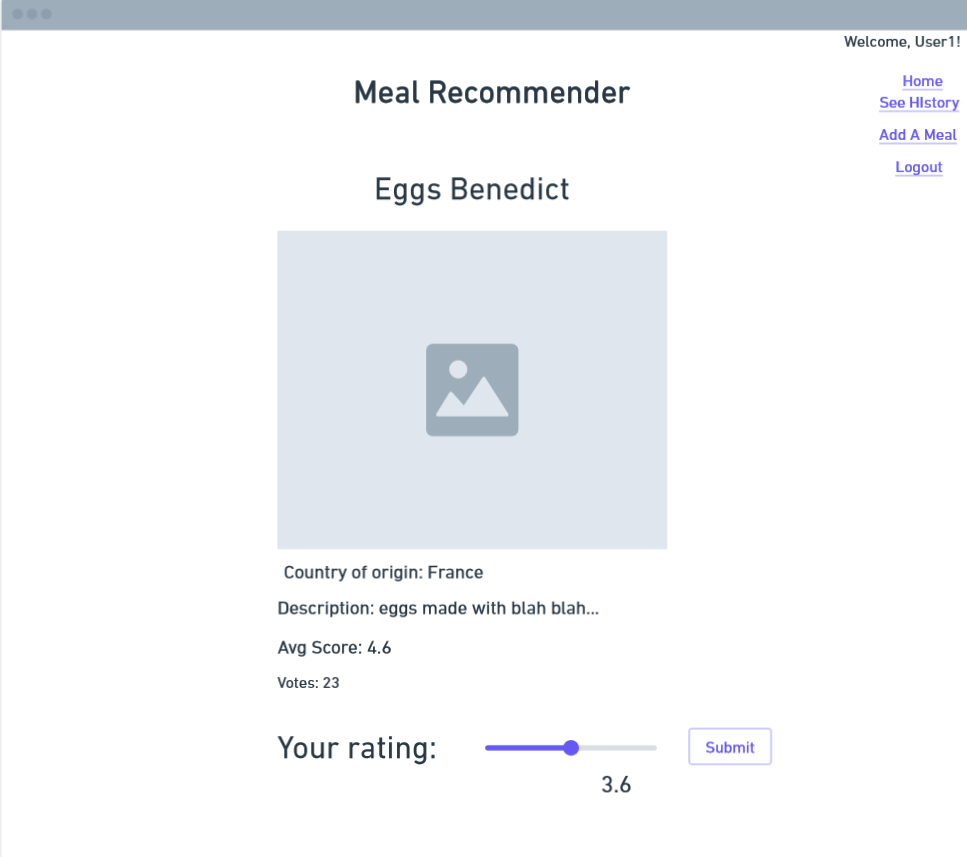 Welcome, User1!
Meal Recommender
Home
See HIstory
Add A Meal
Logout
Eggs Benedict
Country of origin: France
Description: eggs made with blah blah...
Avg Score: 4.6
Votes: 23
Your rating:
Submit
3.6